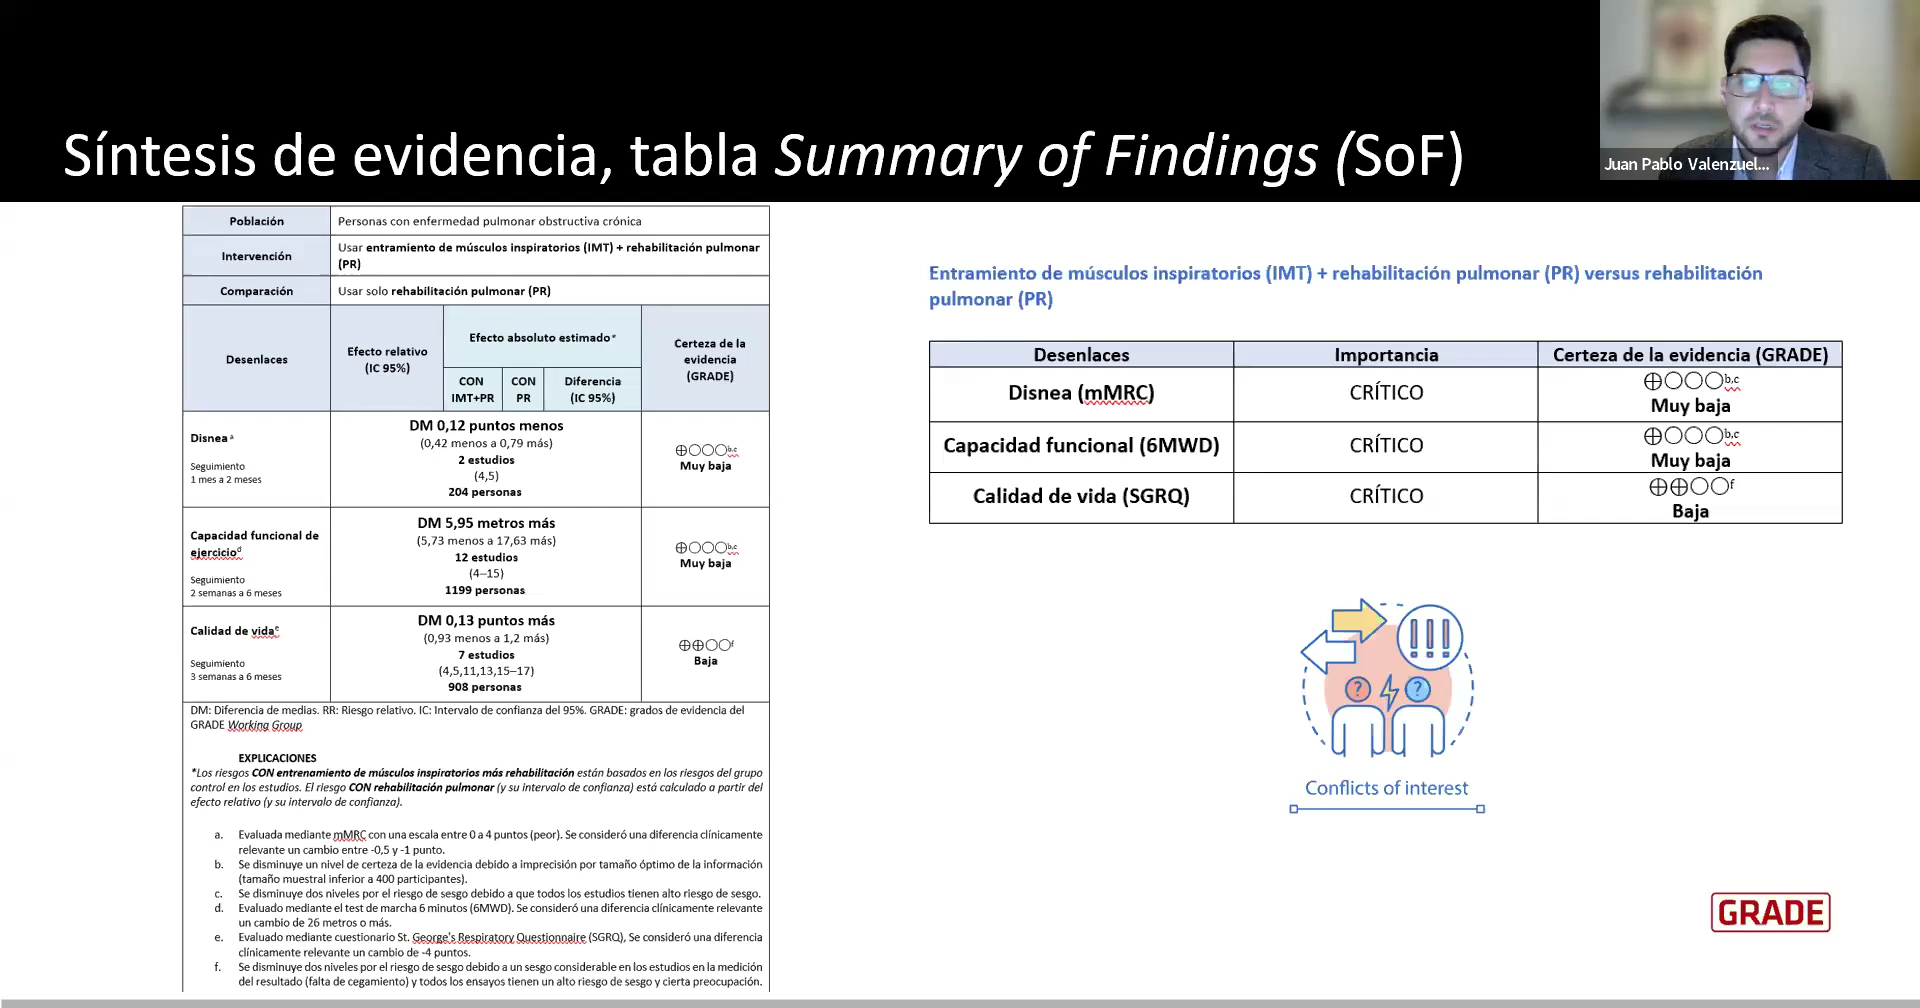 Síntesis de evidencia, tabla Summary of Findings (SoF)
Juan Pablo Valenzuel...
Población
Personas con enfermedad pulmonar obstructiva crónica
Intervención
Usar entramiento de músculos inspiratorios (IMT) + rehabilitación pulmonar
(PR)
Comparación
Usar solo rehabilitación pulmonar (PR)
Desenlaces
Efecto relativo
(IC 95%)
Efecto absoluto estimado*
CON
IMT+PR
CON
PR
Diferencia
(IC 95%)
Certeza de la
evidencia
(GRADE)
Disnea a
Seguimiento
1 mes a 2 meses
DM 0,12 puntos menos
(0,42 menos a 0,79 más)
2 estudios
(4,5)
204 personas
⊕○○○b,c
Muy baja
Capacidad funcional de
ejerciciod
Seguimiento
2 semanas a 6 meses
DM 5,95 metros más
(5,73 menos a 17,63 más)
12 estudios
(4–15)
1199 personas
⊕○○○b,c
Muy baja
Calidad de vidae
Seguimiento
3 semanas a 6 meses
DM 0,13 puntos más
(0,93 menos a 1,2 más)
7 estudios
(4,5,11,13,15–17)
908 personas
⊕⊕○○f
Baja
DM: Diferencia de medias. RR: Riesgo relativo. IC: Intervalo de confianza del 95%. GRADE: grados de evidencia del
GRADE Working Group
EXPLICACIONES
*Los riesgos CON entrenamiento de músculos inspiratorios más rehabilitación están basados en los riesgos del grupo
control en los estudios. El riesgo CON rehabilitación pulmonar (y su intervalo de confianza) está calculado a partir del
efecto relativo (y su intervalo de confianza).
a. Evaluada mediante mMRC con una escala entre 0 a 4 puntos (peor). Se consideró una diferencia clínicamente
relevante un cambio entre -0,5 y -1 punto.
b. Se disminuye un nivel de certeza de la evidencia debido a imprecisión por tamaño óptimo de la información
(tamaño muestral inferior a 400 participantes).
c. Se disminuye dos niveles por el riesgo de sesgo debido a que todos los estudios tienen alto riesgo de sesgo.
d. Evaluado mediante el test de marcha 6 minutos (6MWD). Se consideró una diferencia clínicamente relevante
un cambio de 26 metros o más.
e. Evaluado mediante cuestionario St. George's Respiratory Questionnaire (SGRQ), Se consideró una diferencia
clínicamente relevante un cambio de -4 puntos.
f. Se disminuye dos niveles por el riesgo de sesgo debido a un sesgo considerable en los estudios en la medición
del resultado (falta de cegamiento) y todos los ensayos tienen un alto riesgo de sesgo y cierta preocupación.
Entramiento de músculos inspiratorios (IMT) + rehabilitación pulmonar (PR) versus rehabilitación
pulmonar (PR)
Desenlaces
Importancia
Certeza de la evidencia (GRADE)
Disnea (mMRC)
CRÍTICO
⊕○○○b,c
Muy baja
Capacidad funcional (6MWD)
CRÍTICO
⊕○○○b,c
Muy baja
Calidad de vida (SGRQ)
CRÍTICO
⊕⊕○○f
Baja
!!!
? ?
Conflicts of interest
GRADE